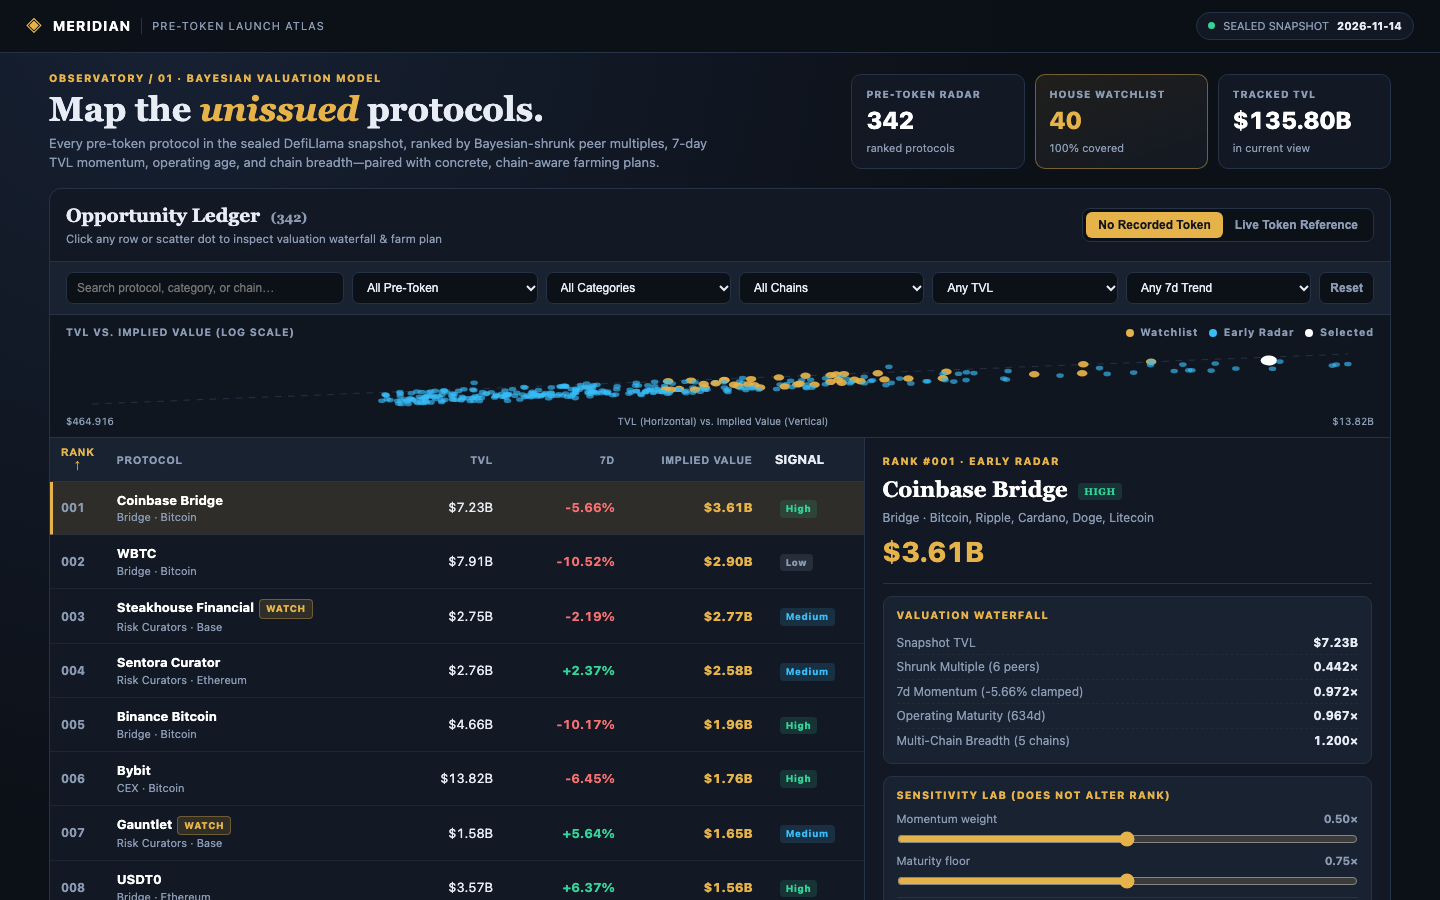 MERIDIAN
PRE-TOKEN LAUNCH ATLAS
SEALED SNAPSHOT 2026-11-14
OBSERVATORY / 01 · BAYESIAN VALUATION MODEL
Map the unissued protocols.
Every pre-token protocol in the sealed DefiLlama snapshot, ranked by Bayesian-shrunk peer multiples, 7-day
TVL momentum, operating age, and chain breadth—paired with concrete, chain-aware farming plans.
PRE-TOKEN RADAR
342
ranked protocols
HOUSE WATCHLIST
40
100% covered
TRACKED TVL
$135.80B
in current view
Opportunity Ledger (342)
Click any row or scatter dot to inspect valuation waterfall & farm plan
No Recorded Token
Live Token Reference
Search protocol, category, or chain...
All Pre-Token
All Categories
All Chains
Any TVL
Any 7d Trend
Reset
TVL VS. IMPLIED VALUE (LOG SCALE)
Watchlist
Early Radar
Selected
$464.916
TVL (Horizontal) vs. Implied Value (Vertical)
$13.82B
RANK ↑ PROTOCOL TVL 7D IMPLIED VALUE SIGNAL
001 Coinbase Bridge $7.23B -5.66% $3.61B High
Bridge · Bitcoin
002 WBTC $7.91B -10.52% $2.90B Low
Bridge · Bitcoin
003 Steakhouse Financial WATCH $2.75B -2.19% $2.77B Medium
Risk Curators · Base
004 Sentora Curator $2.76B +2.37% $2.58B Medium
Risk Curators · Ethereum
005 Binance Bitcoin $4.66B -10.17% $1.96B High
Bridge · Bitcoin
006 Bybit $13.82B -6.45% $1.76B High
CEX · Bitcoin
007 Gauntlet WATCH $1.58B +5.64% $1.65B Medium
Risk Curators · Base
008 USDT0 $3.57B +6.37% $1.56B High
Bridge · Ethereum
RANK #001 · EARLY RADAR
Coinbase Bridge HIGH
Bridge · Bitcoin, Ripple, Cardano, Doge, Litecoin
$3.61B
VALUATION WATERFALL
Snapshot TVL $7.23B
Shrunk Multiple (6 peers) 0.442×
7d Momentum (-5.66% clamped) 0.972×
Operating Maturity (634d) 0.967×
Multi-Chain Breadth (5 chains) 1.200×
SENSITIVITY LAB (DOES NOT ALTER RANK)
Momentum weight 0.50×
Maturity floor 0.75×